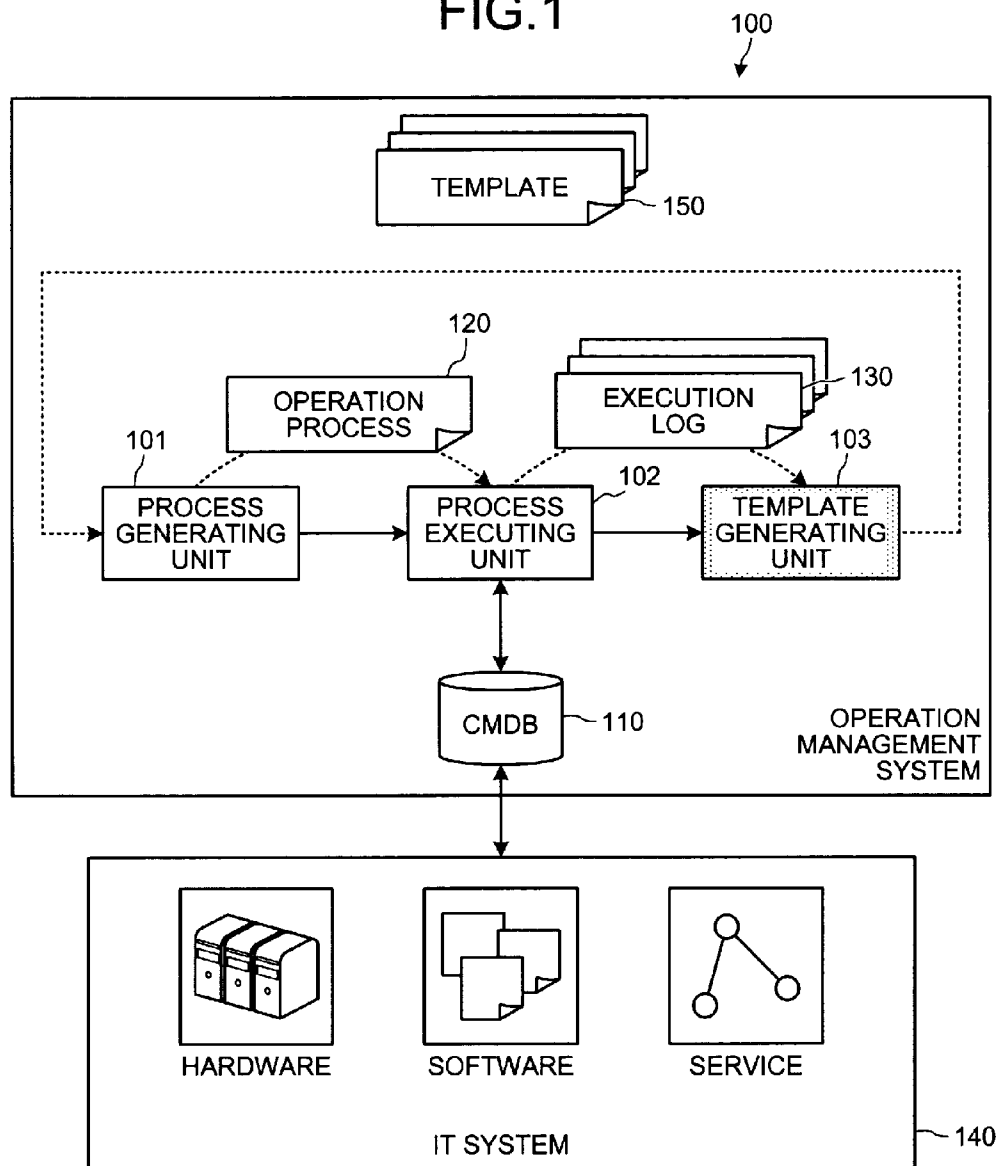 FIG.1
100
TEMPLATE
150
120
OPERATION
PROCESS
EXECUTION
LOG
130
101
PROCESS
GENERATING
UNIT
102
PROCESS
EXECUTING
UNIT
103
TEMPLATE
GENERATING
UNIT
CMDB
110
OPERATION
MANAGEMENT
SYSTEM
HARDWARE
SOFTWARE
SERVICE
IT SYSTEM
140